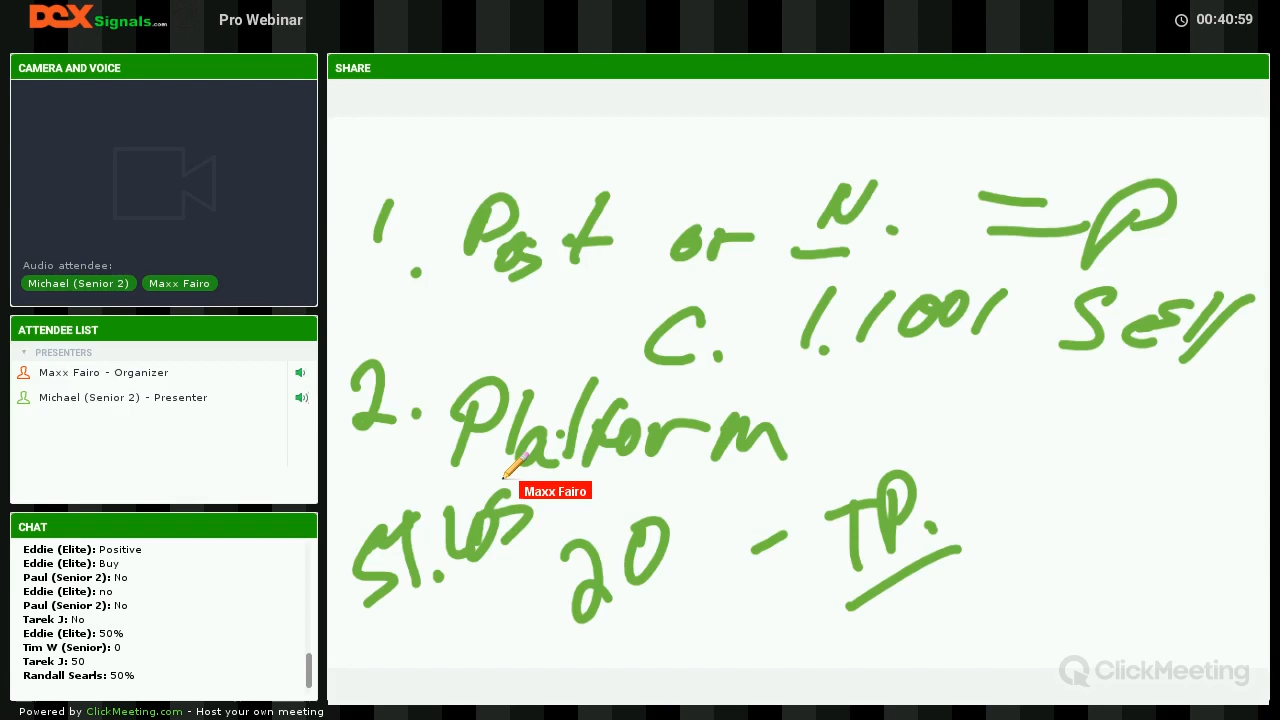 DCX Signals.com Pro Webinar 00:40:59
CAMERA AND VOICE
Audio attendee:
Michael (Senior 2) Maxx Fairo
ATTENDEE LIST
PRESENTERS
Maxx Fairo - Organizer
Michael (Senior 2) - Presenter
CHAT
Eddie (Elite): Positive
Eddie (Elite): Buy
Paul (Senior 2): No
Eddie (Elite): no
Paul (Senior 2): No
Tarek J: No
Eddie (Elite): 50%
Tim W (Senior): 0
Tarek J: 50
Randall Searls: 50%
Powered by ClickMeeting.com - Host your own meeting
SHARE
1. Post or N. = P
C. 1.1001 Sell
2. Platform
Maxx Fairo
St. Los 20 - TP.
ClickMeeting